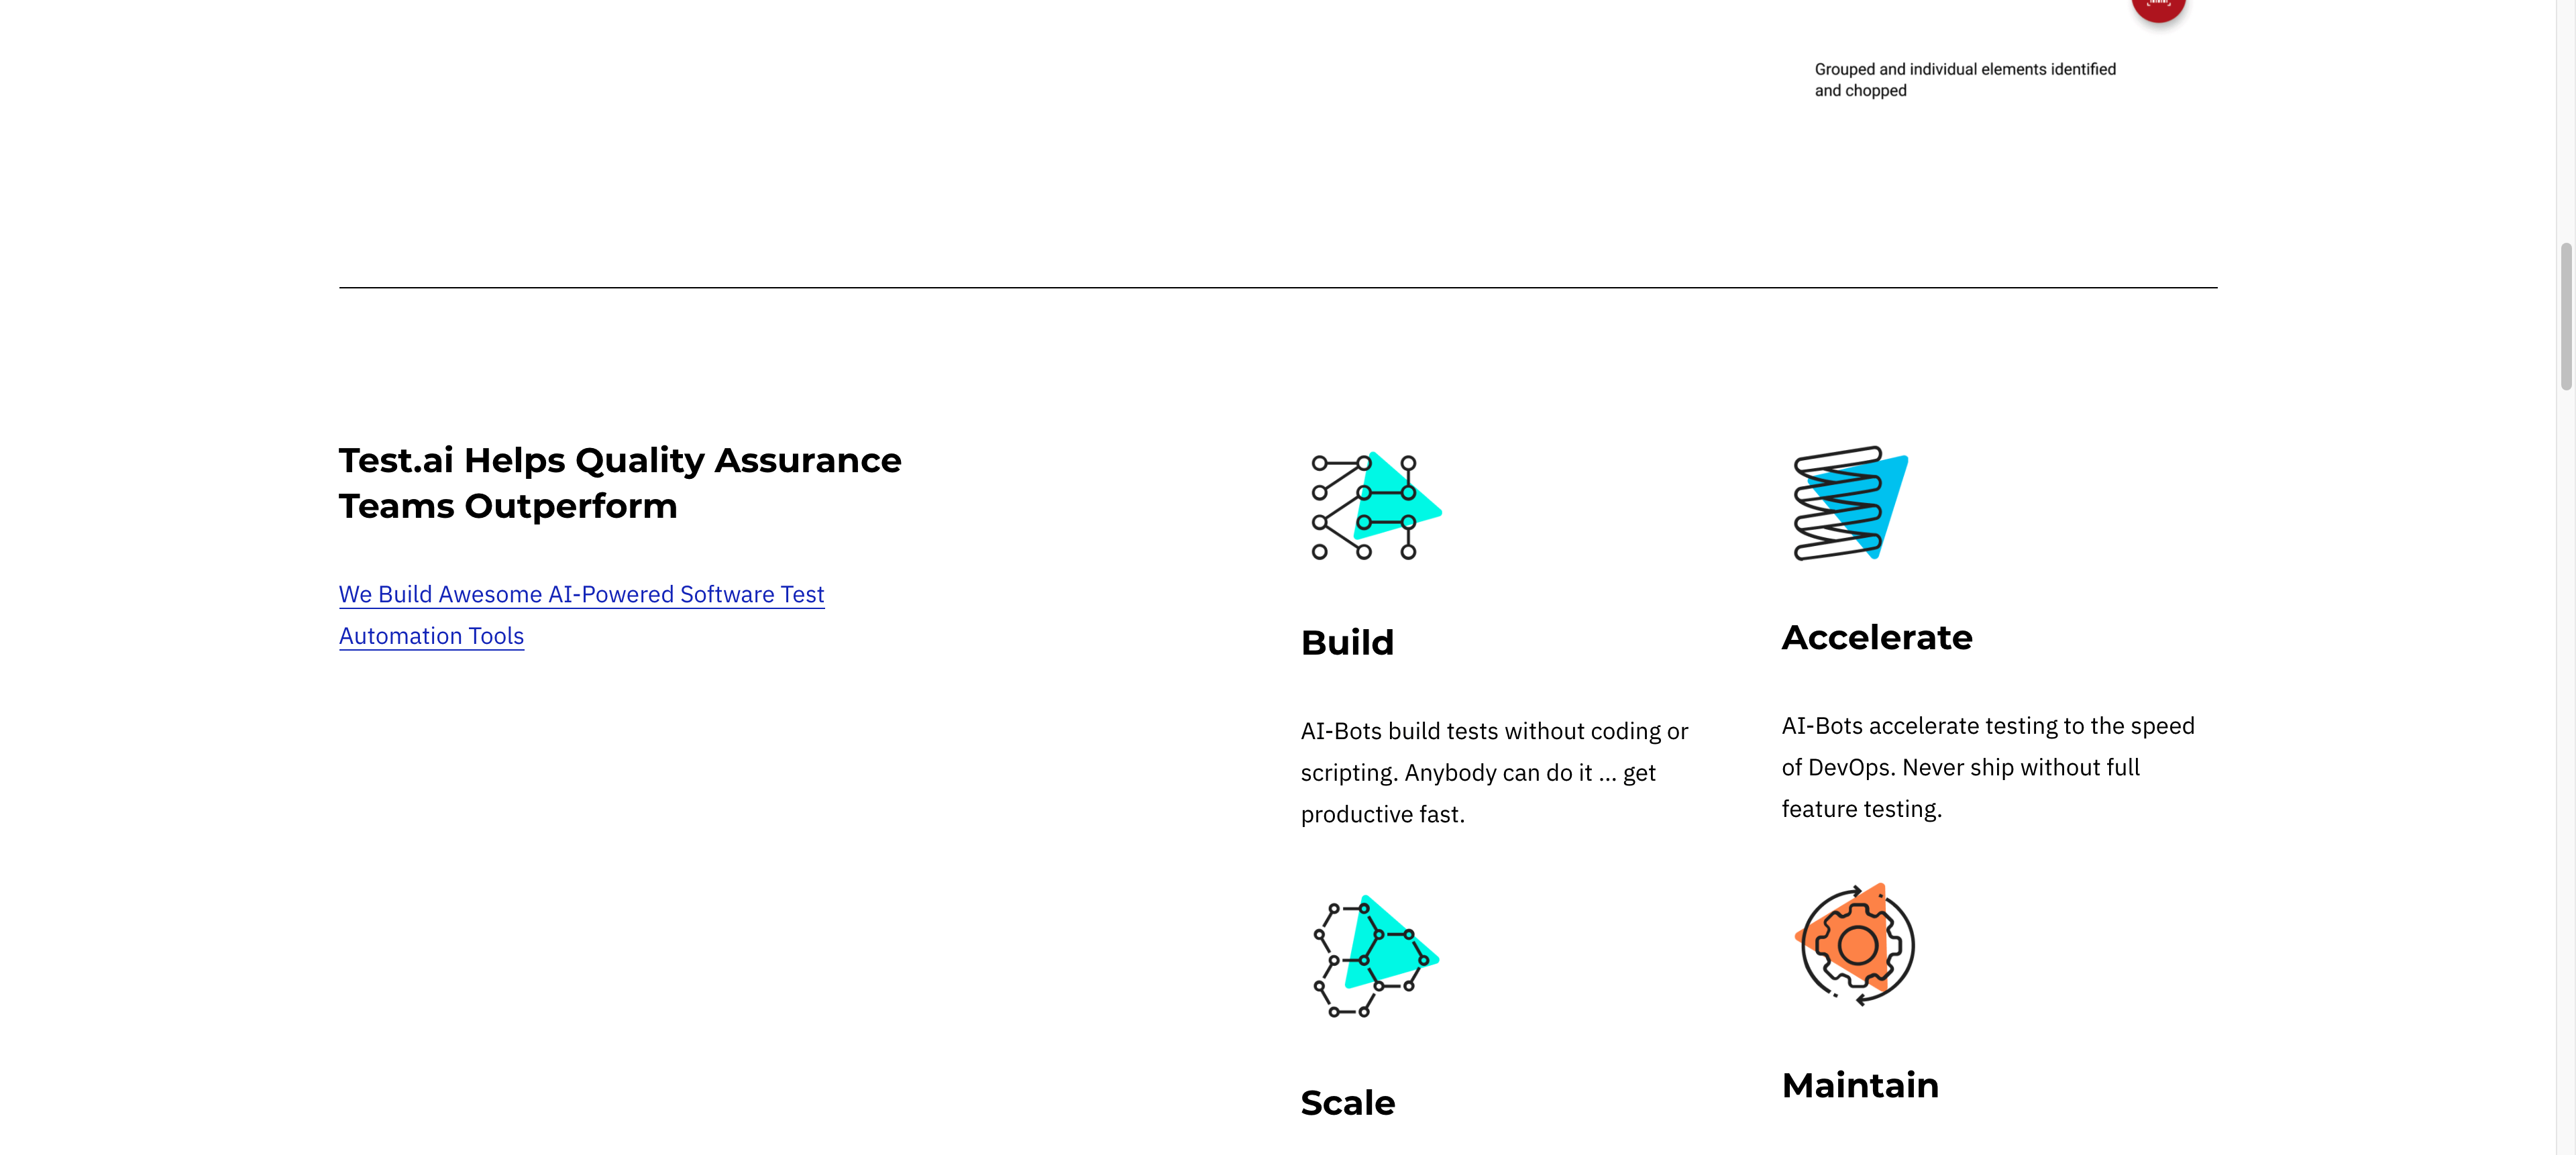 Grouped and individual elements identified
and chopped
Test.ai Helps Quality Assurance
Teams Outperform
We Build Awesome AI-Powered Software Test
Automation Tools
Build
AI-Bots build tests without coding or
scripting. Anybody can do it ... get
productive fast.
Accelerate
AI-Bots accelerate testing to the speed
of DevOps. Never ship without full
feature testing.
Scale
Maintain